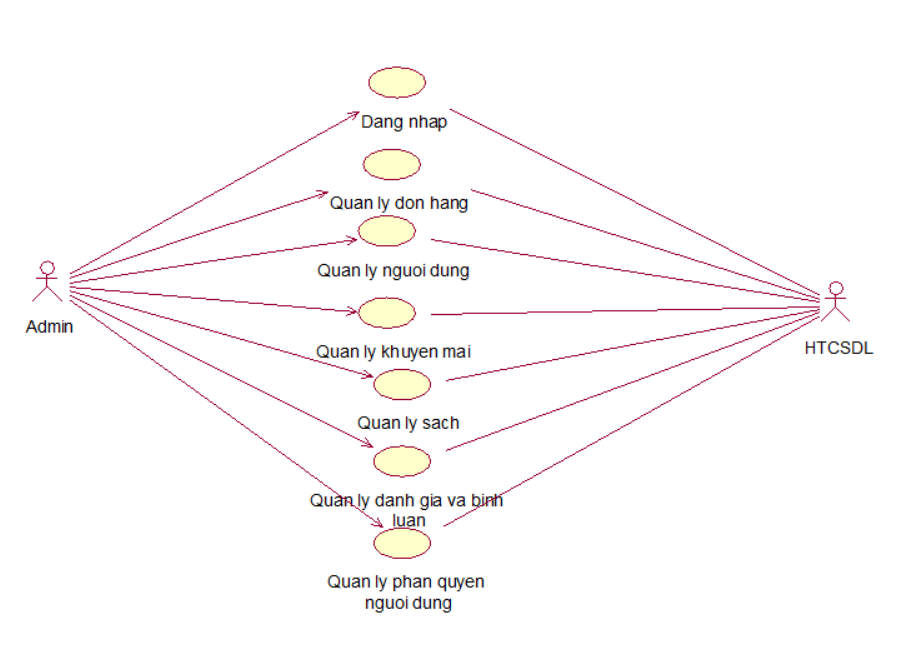 Dang nhap
Quan ly don hang
Quan ly nguoi dung
Admin
HTCSDL
Quan ly khuyen mai
Quan ly sach
Quan ly danh gia va binh
luan
Quan ly phan quyen
nguoi dung